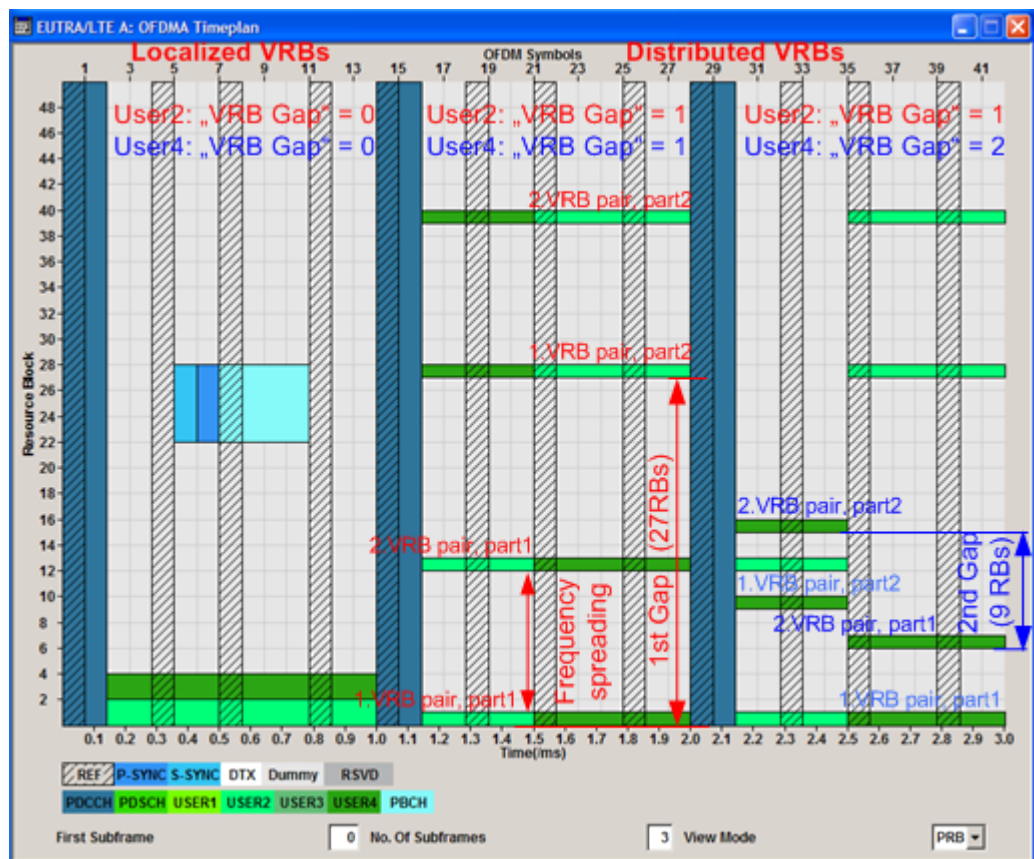 EUTRA/LTE A: OFDMA Timeplan
Localized VRBs
OFDM Symbols
Distributed VRBs
1 3 5 7 9 11 13 15 17 19 21 23 25 27 29 31 33 35 37 39 41
User2: „VRB Gap“ = 0
User4: „VRB Gap“ = 0
User2: „VRB Gap“ = 1
User4: „VRB Gap“ = 1
User2: „VRB Gap“ = 1
User4: „VRB Gap“ = 2
Resource Block
48
46
44
42
40
38
36
34
32
30
28
26
24
22
20
18
16
14
12
10
8
6
4
2
2.VRB pair, part2
1.VRB pair, part2
2.VRB pair, part1
1.VRB pair, part1
Frequency
spreading
1st Gap (27RBs)
2.VRB pair, part2
1.VRB pair, part2
2.VRB pair, part1
1.VRB pair, part1
2nd Gap
(9 RBs)
0.1 0.2 0.3 0.4 0.5 0.6 0.7 0.8 0.9 1.0 1.1 1.2 1.3 1.4 1.5 1.6 1.7 1.8 1.9 2.0 2.1 2.2 2.3 2.4 2.5 2.6 2.7 2.8 2.9 3.0
Time(/ms)
REF P-SYNC S-SYNC DTX Dummy RSVD
PDCCH PDSCH USER1 USER2 USER3 USER4 PBCH
First Subframe 0 No. Of Subframes 3 View Mode PRB